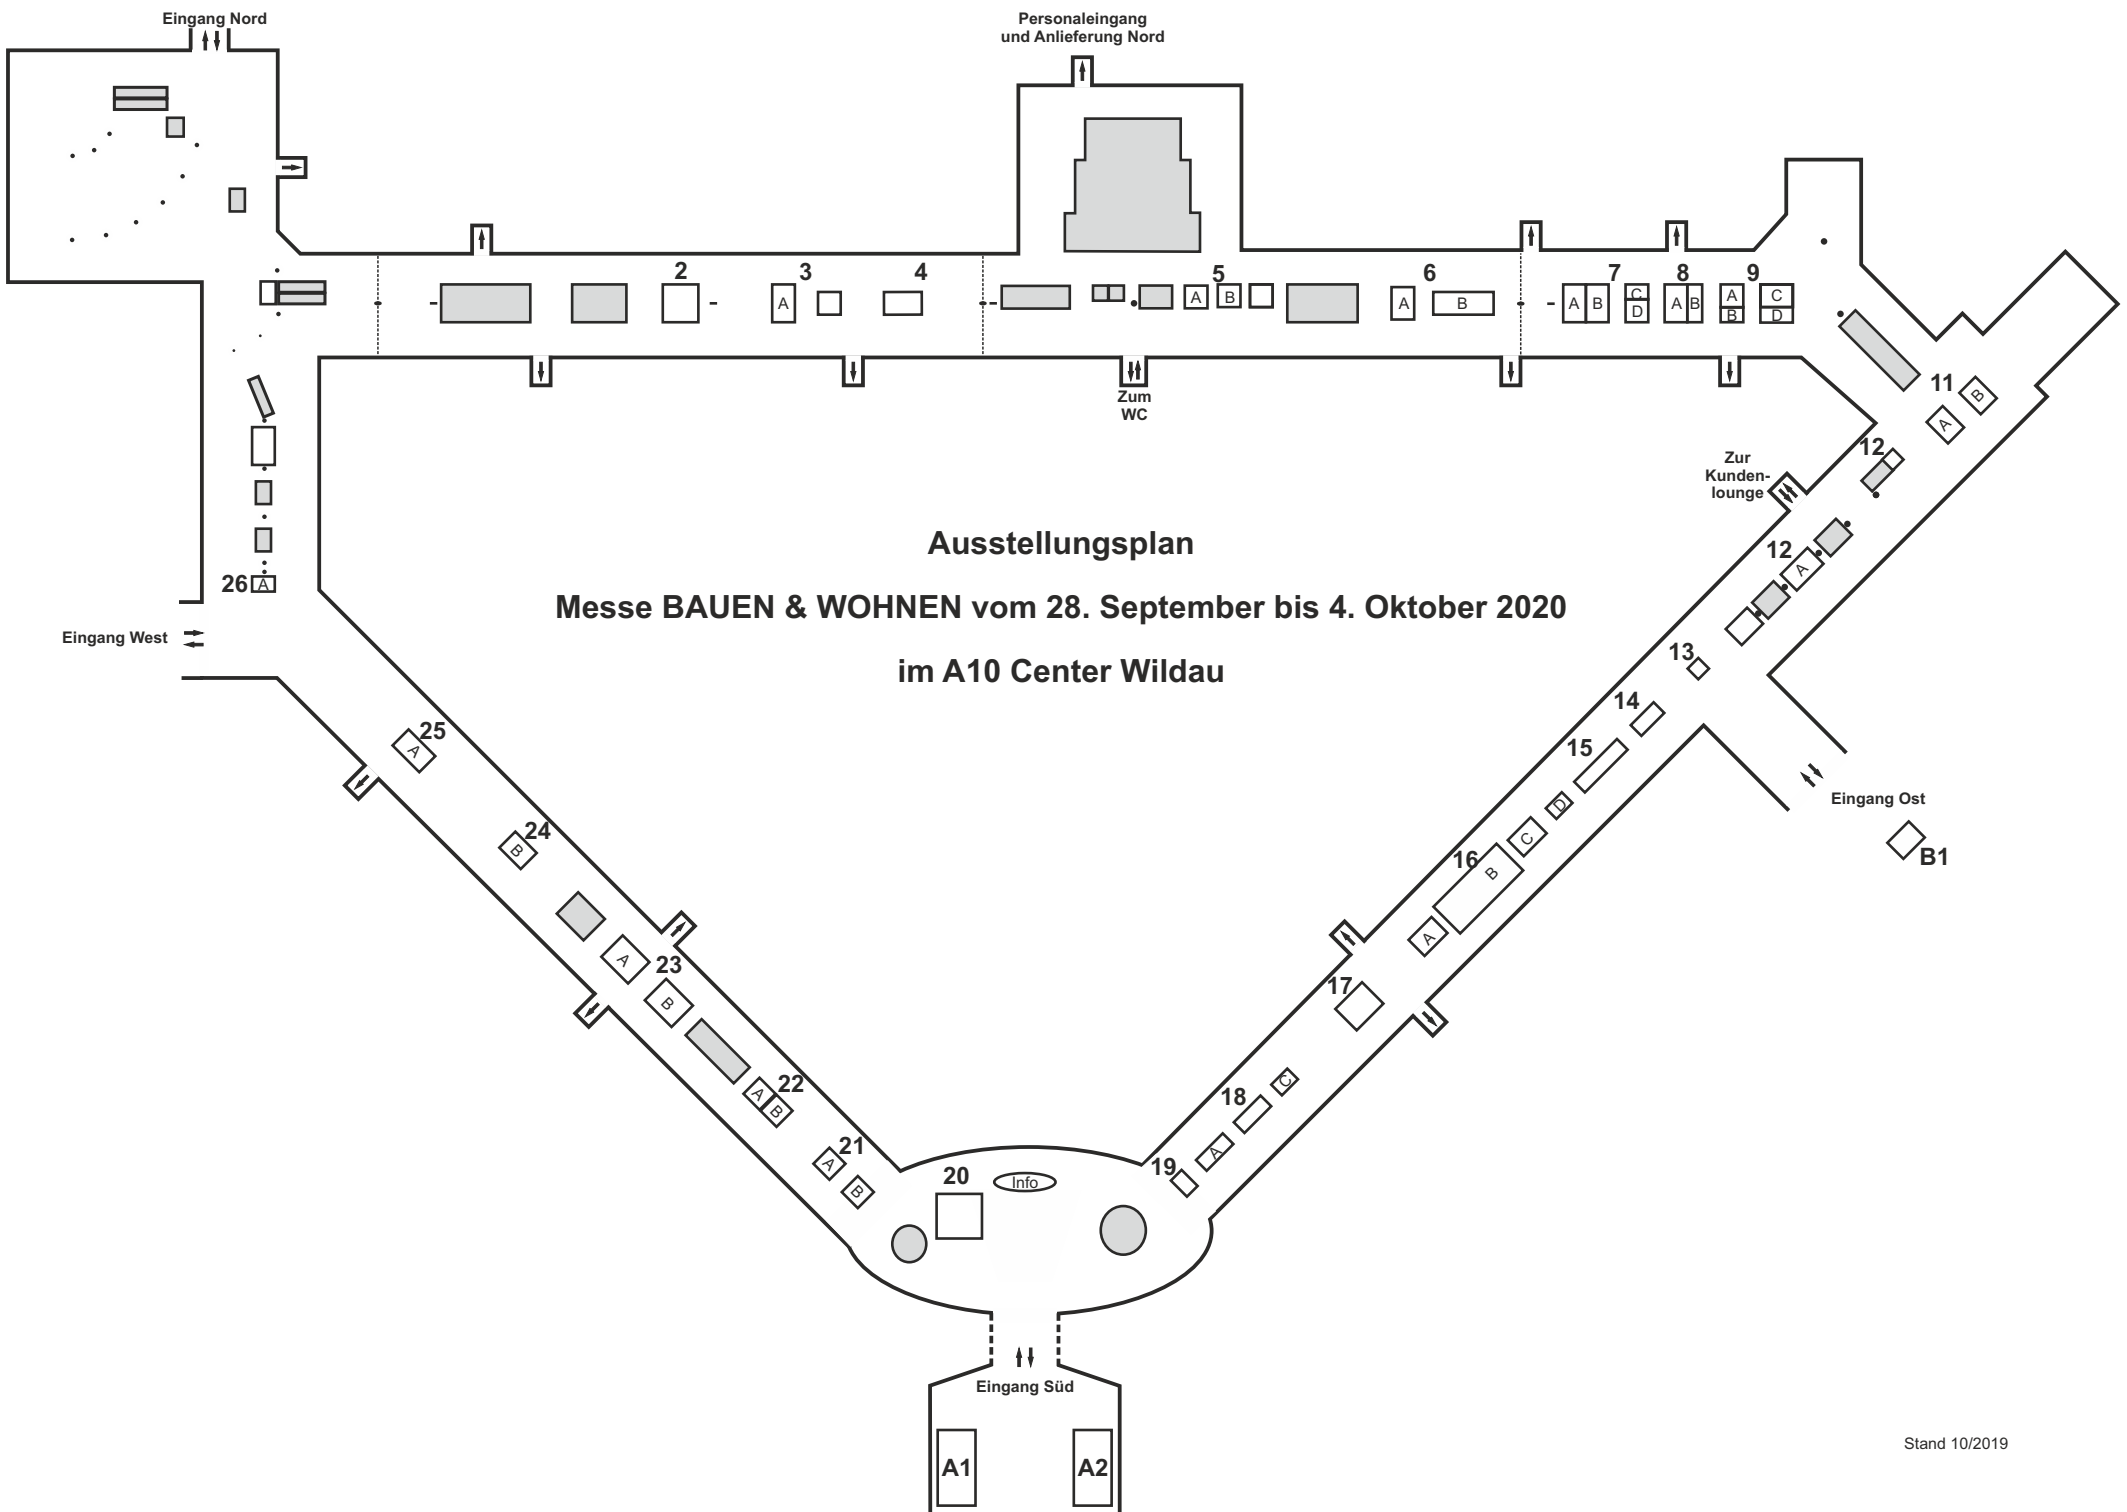 Eingang Nord
Personaleingang
und Anlieferung Nord
2
3
4
5
6
7
8
9
A
A
B
A
B
A
B
C
D
A
B
A
B
C
D
Zum
WC
11
B
A
12
Zur
Kunden-
lounge
Ausstellungsplan
12
A
26
A
Messe BAUEN & WOHNEN vom 28. September bis 4. Oktober 2020
Eingang West
im A10 Center Wildau
13
14
25
A
15
Eingang Ost
D
24
B
C
16
B
B1
A
A
23
B
17
22
A
B
18
C
21
A
B
A
19
20
Info
Eingang Süd
A1
A2
Stand 10/2019